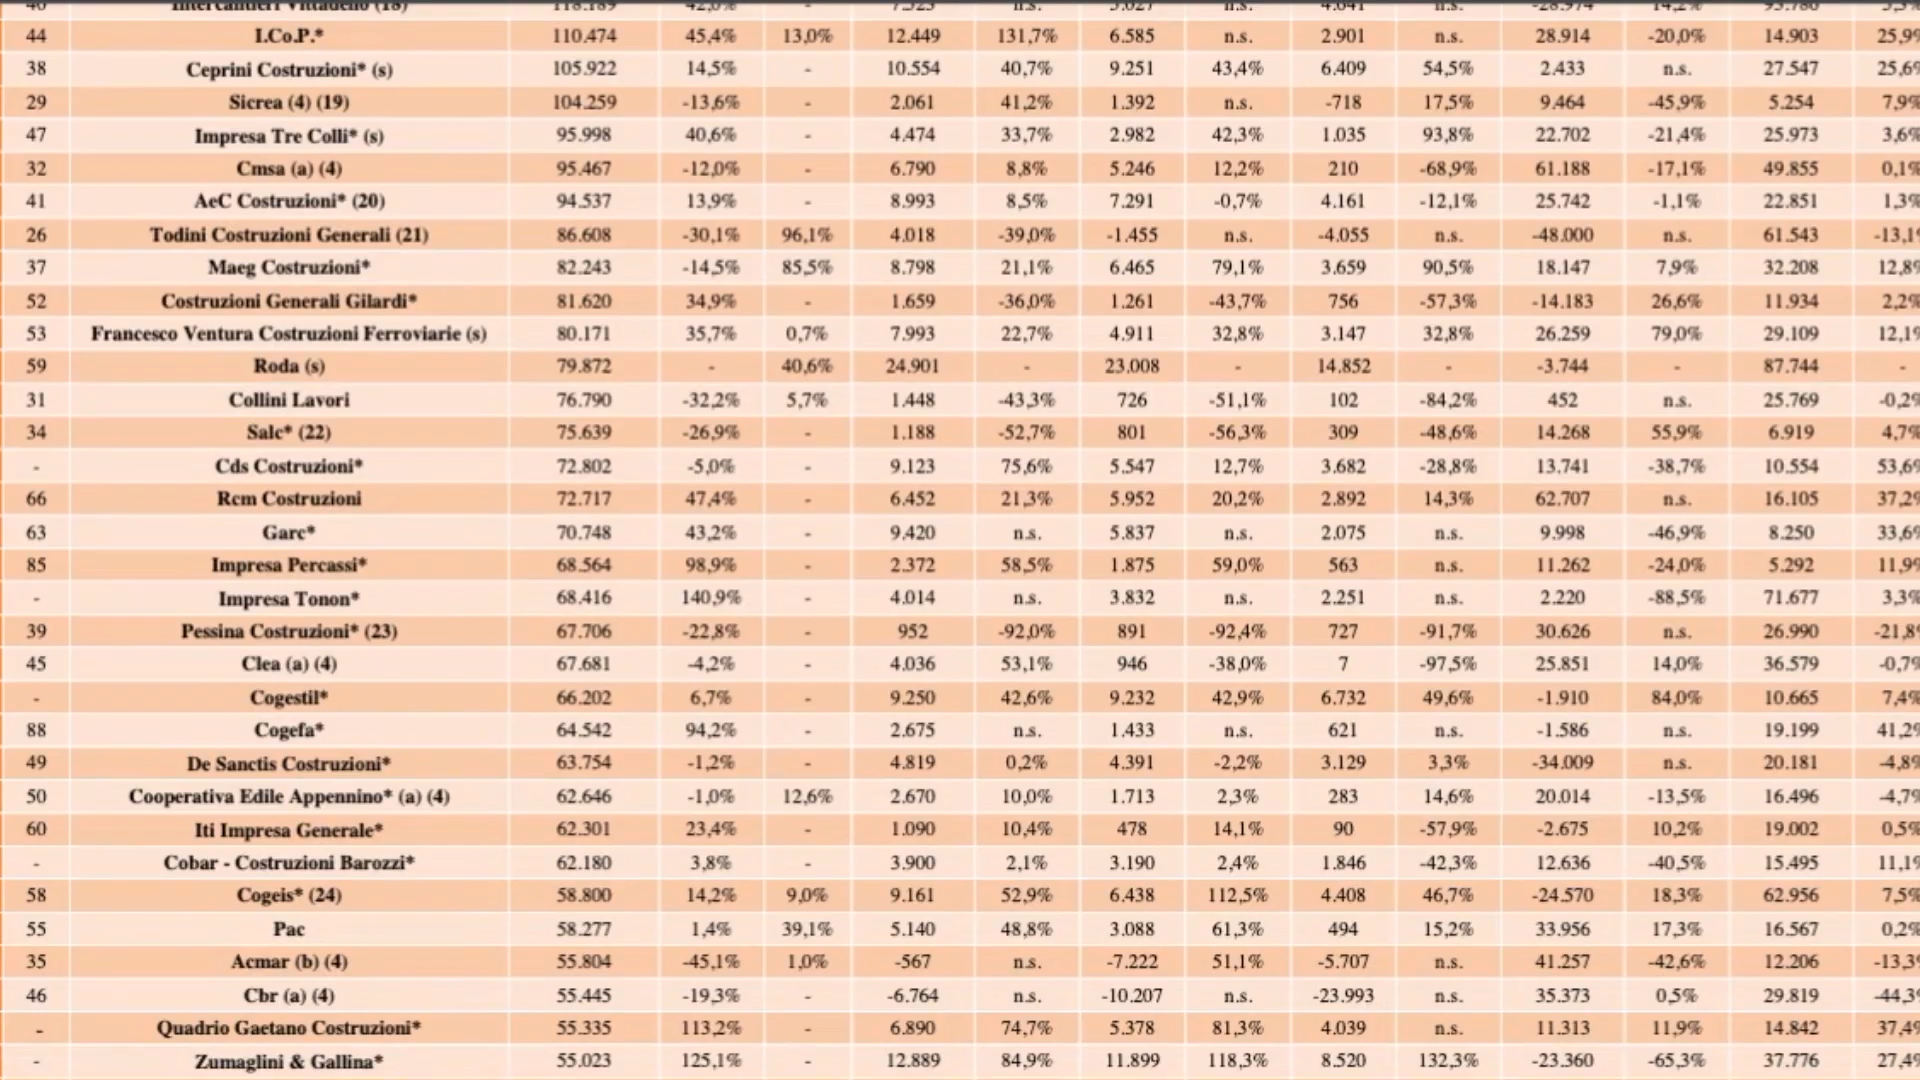 44 I.Co.P.* 110.474 45,4% 13,0% 12.449 131,7% 6.585 n.s. 2.901 n.s. 28.914 -20,0% 14.903 25,9%
38 Ceprini Costruzioni* (s) 105.922 14,5% - 10.554 40,7% 9.251 43,4% 6.409 54,5% 2.433 n.s. 27.547 25,6%
29 Sicrea (4) (19) 104.259 -13,6% - 2.061 41,2% 1.392 n.s. -718 17,5% 9.464 -45,9% 5.254 7,9%
47 Impresa Tre Colli* (s) 95.998 40,6% - 4.474 33,7% 2.982 42,3% 1.035 93,8% 22.702 -21,4% 25.973 3,6%
32 Cmsa (a) (4) 95.467 -12,0% - 6.790 8,8% 5.246 12,2% 210 -68,9% 61.188 -17,1% 49.855 0,1%
41 AeC Costruzioni* (20) 94.537 13,9% - 8.993 8,5% 7.291 -0,7% 4.161 -12,1% 25.742 -1,1% 22.851 1,3%
26 Todini Costruzioni Generali (21) 86.608 -30,1% 96,1% 4.018 -39,0% -1.455 n.s. -4.055 n.s. -48.000 n.s. 61.543 -13,1%
37 Maeg Costruzioni* 82.243 -14,5% 85,5% 8.798 21,1% 6.465 79,1% 3.659 90,5% 18.147 7,9% 32.208 12,8%
52 Costruzioni Generali Gilardi* 81.620 34,9% - 1.659 -36,0% 1.261 -43,7% 756 -57,3% -14.183 26,6% 11.934 2,2%
53 Francesco Ventura Costruzioni Ferroviarie (s) 80.171 35,7% 0,7% 7.993 22,7% 4.911 32,8% 3.147 32,8% 26.259 79,0% 29.109 12,1%
59 Roda (s) 79.872 - 40,6% 24.901 - 23.008 - 14.852 - -3.744 - 87.744 -
31 Collini Lavori 76.790 -32,2% 5,7% 1.448 -43,3% 726 -51,1% 102 -84,2% 452 n.s. 25.769 -0,2%
34 Salc* (22) 75.639 -26,9% - 1.188 -52,7% 801 -56,3% 309 -48,6% 14.268 55,9% 6.919 4,7%
- Cds Costruzioni* 72.802 -5,0% - 9.123 75,6% 5.547 12,7% 3.682 -28,8% 13.741 -38,7% 10.554 53,6%
66 Rcm Costruzioni 72.717 47,4% - 6.452 21,3% 5.952 20,2% 2.892 14,3% 62.707 n.s. 16.105 37,2%
63 Garc* 70.748 43,2% - 9.420 n.s. 5.837 n.s. 2.075 n.s. 9.998 -46,9% 8.250 33,6%
85 Impresa Percassi* 68.564 98,9% - 2.372 58,5% 1.875 59,0% 563 n.s. 11.262 -24,0% 5.292 11,9%
- Impresa Tonon* 68.416 140,9% - 4.014 n.s. 3.832 n.s. 2.251 n.s. 2.220 -88,5% 71.677 3,3%
39 Pessina Costruzioni* (23) 67.706 -22,8% - 952 -92,0% 891 -92,4% 727 -91,7% 30.626 n.s. 26.990 -21,8%
45 Clea (a) (4) 67.681 -4,2% - 4.036 53,1% 946 -38,0% 7 -97,5% 25.851 14,0% 36.579 -0,7%
- Cogestil* 66.202 6,7% - 9.250 42,6% 9.232 42,9% 6.732 49,6% -1.910 84,0% 10.665 7,4%
88 Cogefa* 64.542 94,2% - 2.675 n.s. 1.433 n.s. 621 n.s. -1.586 n.s. 19.199 41,2%
49 De Sanctis Costruzioni* 63.754 -1,2% - 4.819 0,2% 4.391 -2,2% 3.129 3,3% -34.009 n.s. 20.181 -4,8%
50 Cooperativa Edile Appennino* (a) (4) 62.646 -1,0% 12,6% 2.670 10,0% 1.713 2,3% 283 14,6% 20.014 -13,5% 16.496 -4,7%
60 Iti Impresa Generale* 62.301 23,4% - 1.090 10,4% 478 14,1% 90 -57,9% -2.675 10,2% 19.002 0,5%
- Cobar - Costruzioni Barozzi* 62.180 3,8% - 3.900 2,1% 3.190 2,4% 1.846 -42,3% 12.636 -40,5% 15.495 11,1%
58 Cogeis* (24) 58.800 14,2% 9,0% 9.161 52,9% 6.438 112,5% 4.408 46,7% -24.570 18,3% 62.956 7,5%
55 Pac 58.277 1,4% 39,1% 5.140 48,8% 3.088 61,3% 494 15,2% 33.956 17,3% 16.567 0,2%
35 Acmar (b) (4) 55.804 -45,1% 1,0% -567 n.s. -7.222 51,1% -5.707 n.s. 41.257 -42,6% 12.206 -13,3%
46 Cbr (a) (4) 55.445 -19,3% - -6.764 n.s. -10.207 n.s. -23.993 n.s. 35.373 0,5% 29.819 -44,3%
- Quadrio Gaetano Costruzioni* 55.335 113,2% - 6.890 74,7% 5.378 81,3% 4.039 n.s. 11.313 11,9% 14.842 37,4%
- Zumaglini & Gallina* 55.023 125,1% - 12.889 84,9% 11.899 118,3% 8.520 132,3% -23.360 -65,3% 37.776 27,4%